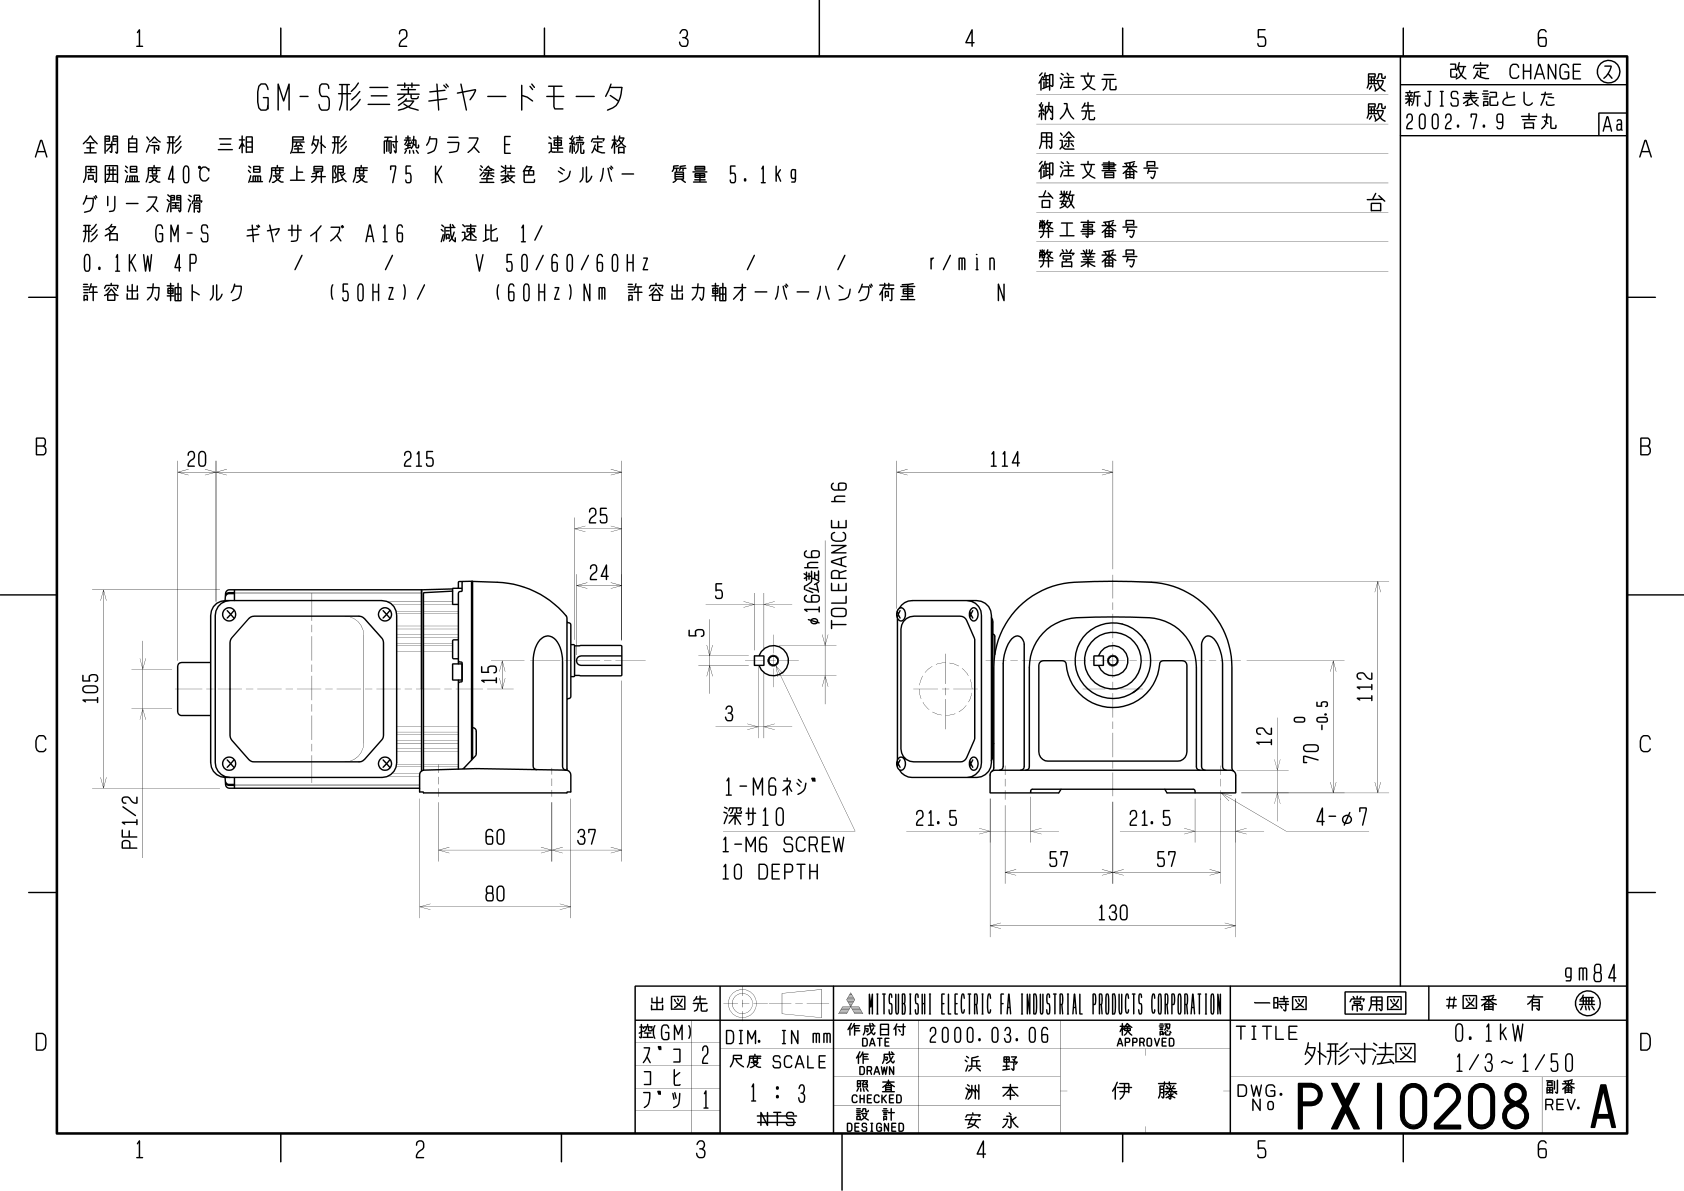 1 2 3 4 5 6
A A
B B
C C
D D
GM-S形三菱ギヤードモータ
全閉自冷形 三相 屋外形 耐熱クラス E 連続定格
周囲温度40℃ 温度上昇限度 75 K 塗装色 シルバー 質量 5.1kg
グリース潤滑
形名 GM-S ギヤサイズ A16 減速比 1/
0.1KW 4P / / V 50/60/60Hz / / r/min
許容出力軸トルク (50Hz)/ (60Hz)Nm 許容出力軸オーバーハング荷重 N
御注文元 殿
納入先 殿
用途
御注文書番号
台数 台
弊工事番号
弊営業番号
改定 CHANGE ス
新JIS表記とした
2002.7.9 吉丸 Aa
20 215
25
24
105
15
PF1/2
60 37
80
5
5
3
φ16公差h6
TOLERANCE h6
1-M6ネジ
深サ10
1-M6 SCREW
10 DEPTH
114
112
12
70 0 -0.5
21.5 21.5
4-φ7
57 57
130
gm84
出図先
控(GM)
ズコ 2
コヒ
ブツ 1
DIM. IN mm
尺度 SCALE
1 : 3
NTS
MITSUBISHI ELECTRIC FA INDUSTRIAL PRODUCTS CORPORATION
作成日付 DATE 2000.03.06
作成 DRAWN 浜野
照査 CHECKED 洲本
設計 DESIGNED 安永
検認 APPROVED
伊藤
一時図 常用図 #図番 有 無
TITLE 0.1kW
外形寸法図 1/3~1/50
DWG. No PX10208 副番 REV. A
1 2 3 4 5 6